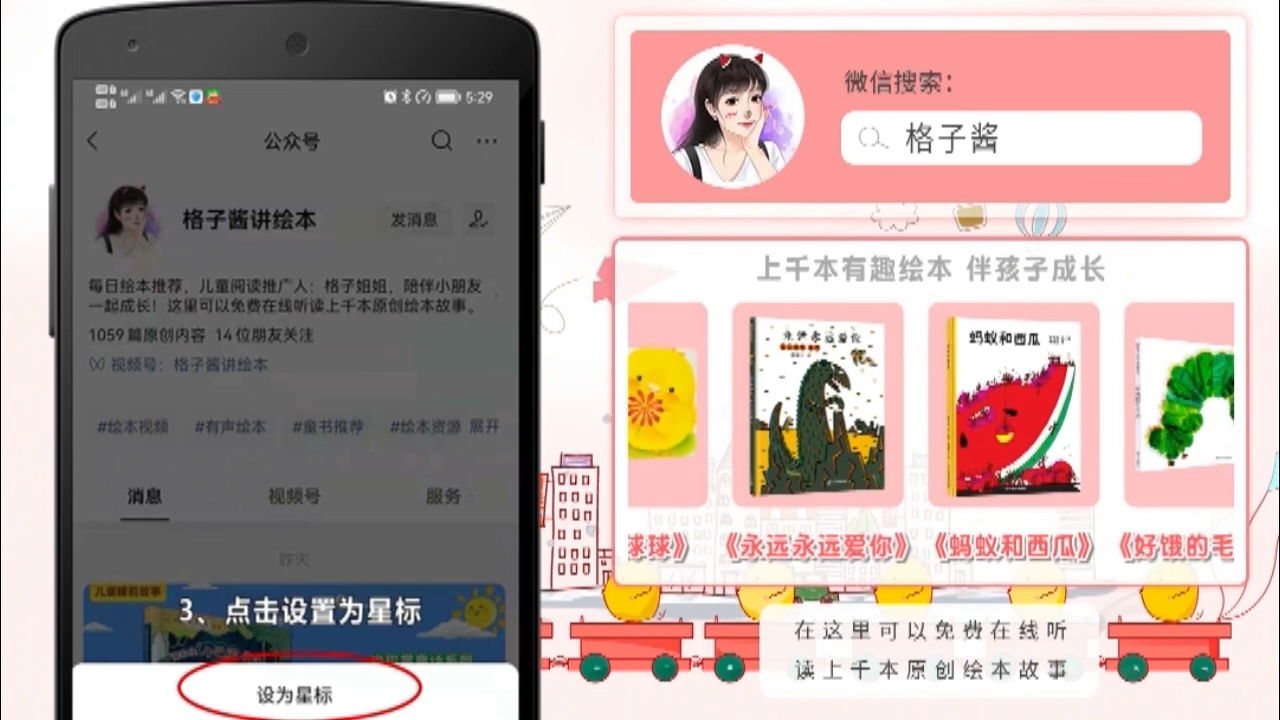 5:29
公众号
格子酱讲绘本
发消息
每日绘本推荐，儿童阅读推广人：格子姐姐，陪伴小朋友
一起成长！这里可以免费在线听读上千本原创绘本故事。
1059篇原创内容 14位朋友关注
视频号：格子酱讲绘本
#绘本视频 #有声绘本 #童书推荐 #绘本资源 展开
消息 视频号 服务
昨天
儿童睡前故事
3、点击设置为星标
设为星标
微信搜索：
格子酱
上千本有趣绘本 伴孩子成长
永远永远爱你
蚂蚁和西瓜
球球》 《永远永远爱你》 《蚂蚁和西瓜》 《好饿的毛
在这里可以免费在线听
读上千本原创绘本故事